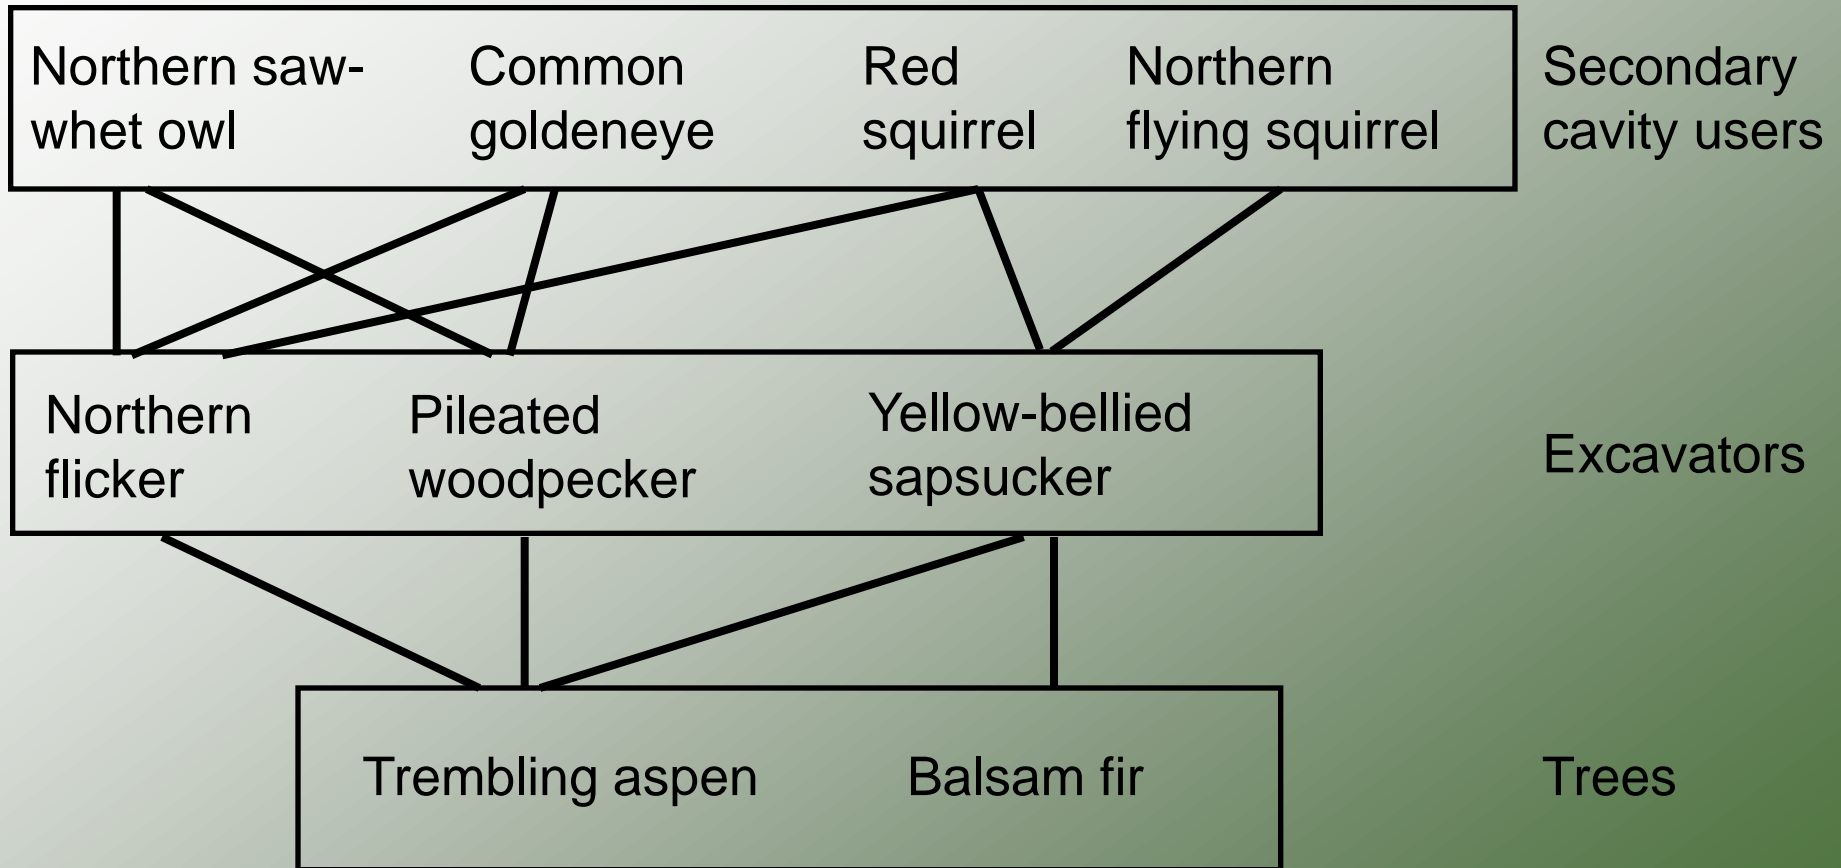 Northern saw-
whet owl
Common
goldeneye
Red
squirrel
Northern
flying squirrel
Secondary
cavity users
Northern
flicker
Pileated
woodpecker
Yellow-bellied
sapsucker
Excavators
Trembling aspen
Balsam fir
Trees